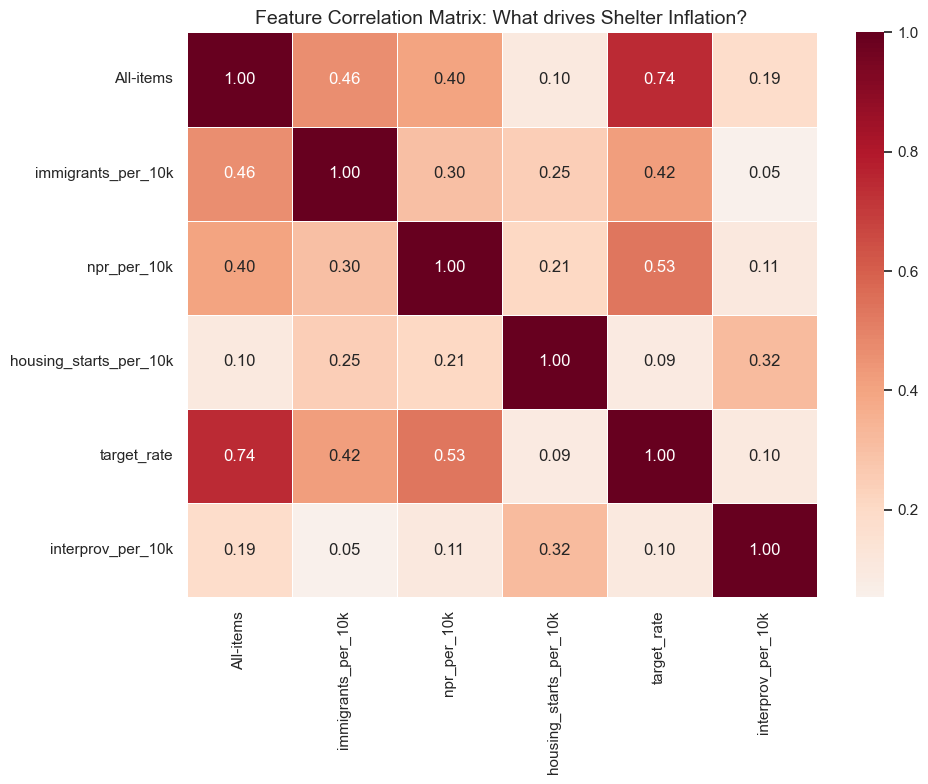 Feature Correlation Matrix: What drives Shelter Inflation?
All-items 1.00 0.46 0.40 0.10 0.74 0.19
immigrants_per_10k 0.46 1.00 0.30 0.25 0.42 0.05
npr_per_10k 0.40 0.30 1.00 0.21 0.53 0.11
housing_starts_per_10k 0.10 0.25 0.21 1.00 0.09 0.32
target_rate 0.74 0.42 0.53 0.09 1.00 0.10
interprov_per_10k 0.19 0.05 0.11 0.32 0.10 1.00
All-items
immigrants_per_10k
npr_per_10k
housing_starts_per_10k
target_rate
interprov_per_10k
1.0
0.8
0.6
0.4
0.2